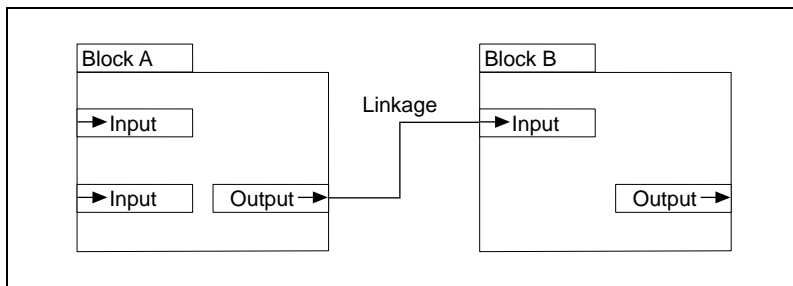 Block A
Block B
Linkage
Input
Input
Input
Output
Output